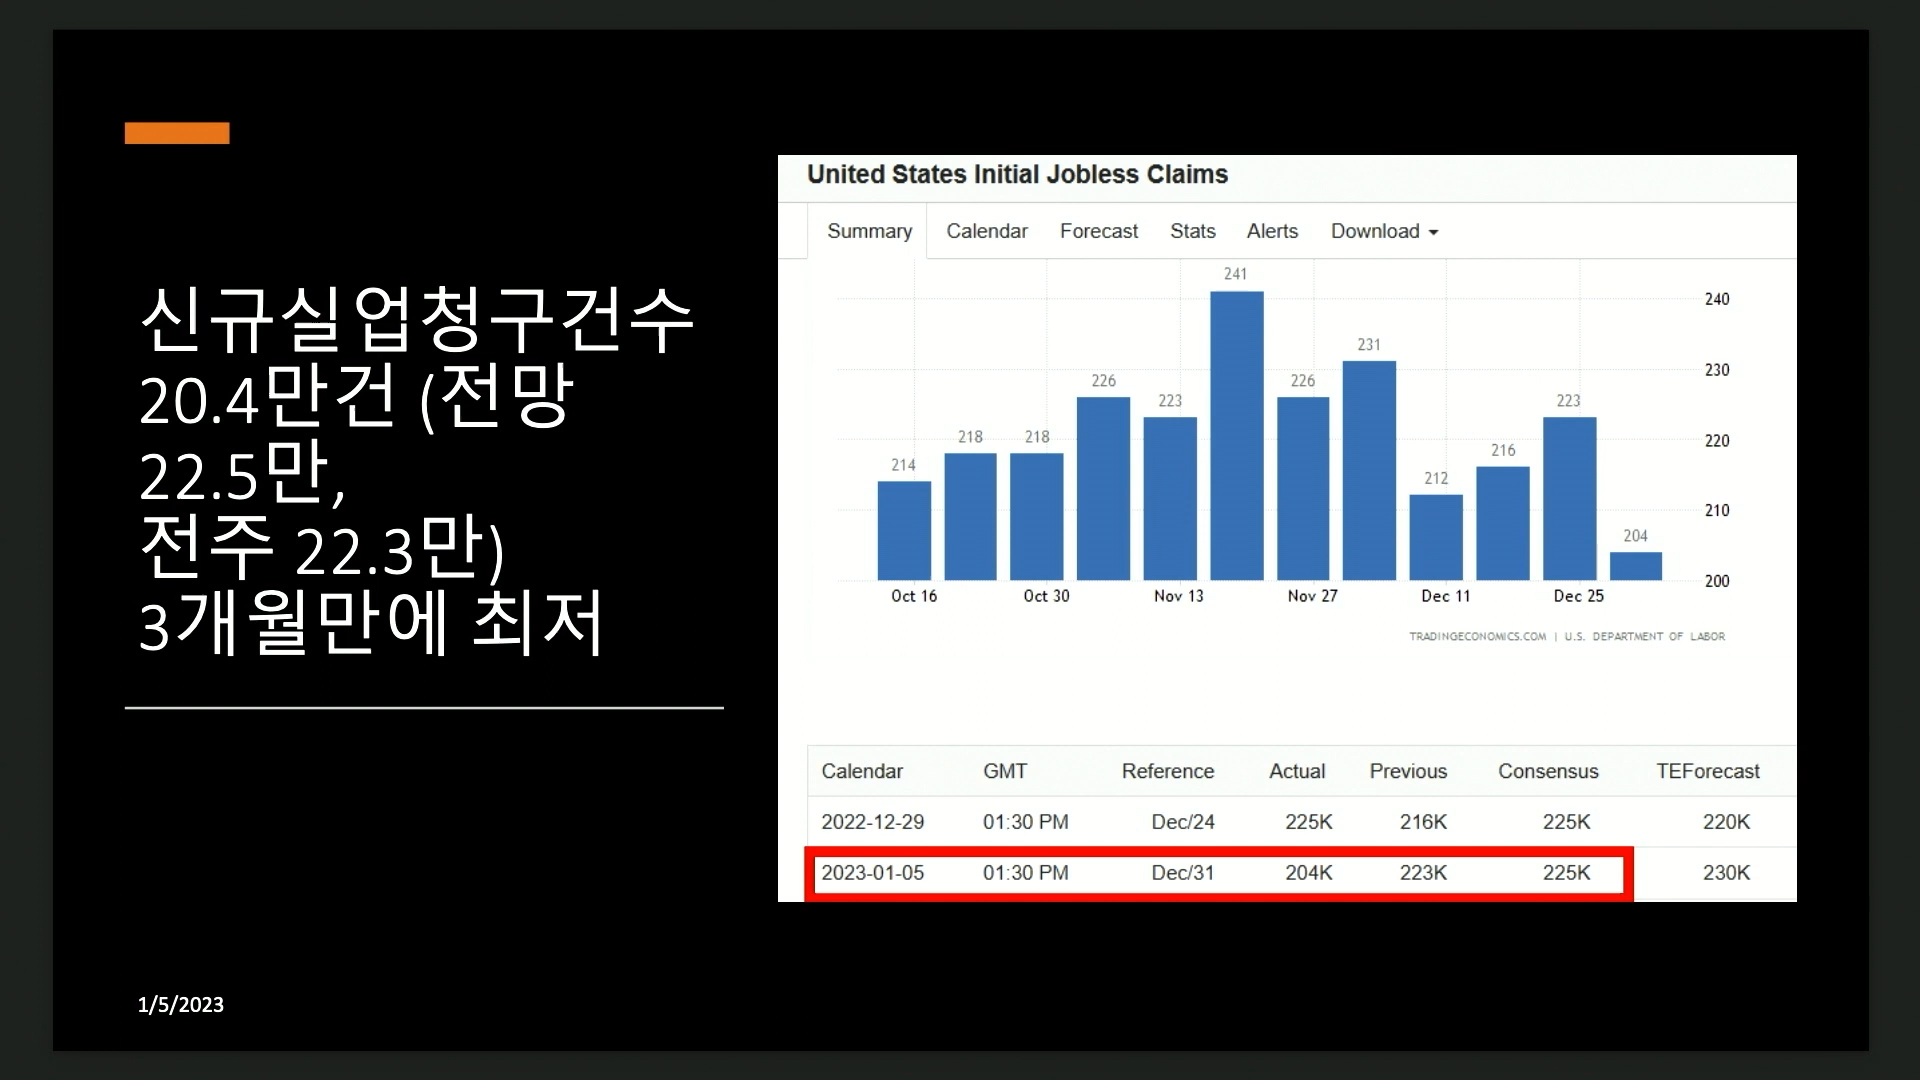 신규실업청구건수
20.4만건 (전망
22.5만,
전주 22.3만)
3개월만에 최저
1/5/2023
United States Initial Jobless Claims
Summary Calendar Forecast Stats Alerts Download
241
240
231
230
226 223 226 223
220
218 218 216
214 212
210
204
200
Oct 16 Oct 30 Nov 13 Nov 27 Dec 11 Dec 25
TRADINGECONOMICS.COM | U.S. DEPARTMENT OF LABOR
Calendar GMT Reference Actual Previous Consensus TEForecast
2022-12-29 01:30 PM Dec/24 225K 216K 225K 220K
2023-01-05 01:30 PM Dec/31 204K 223K 225K 230K